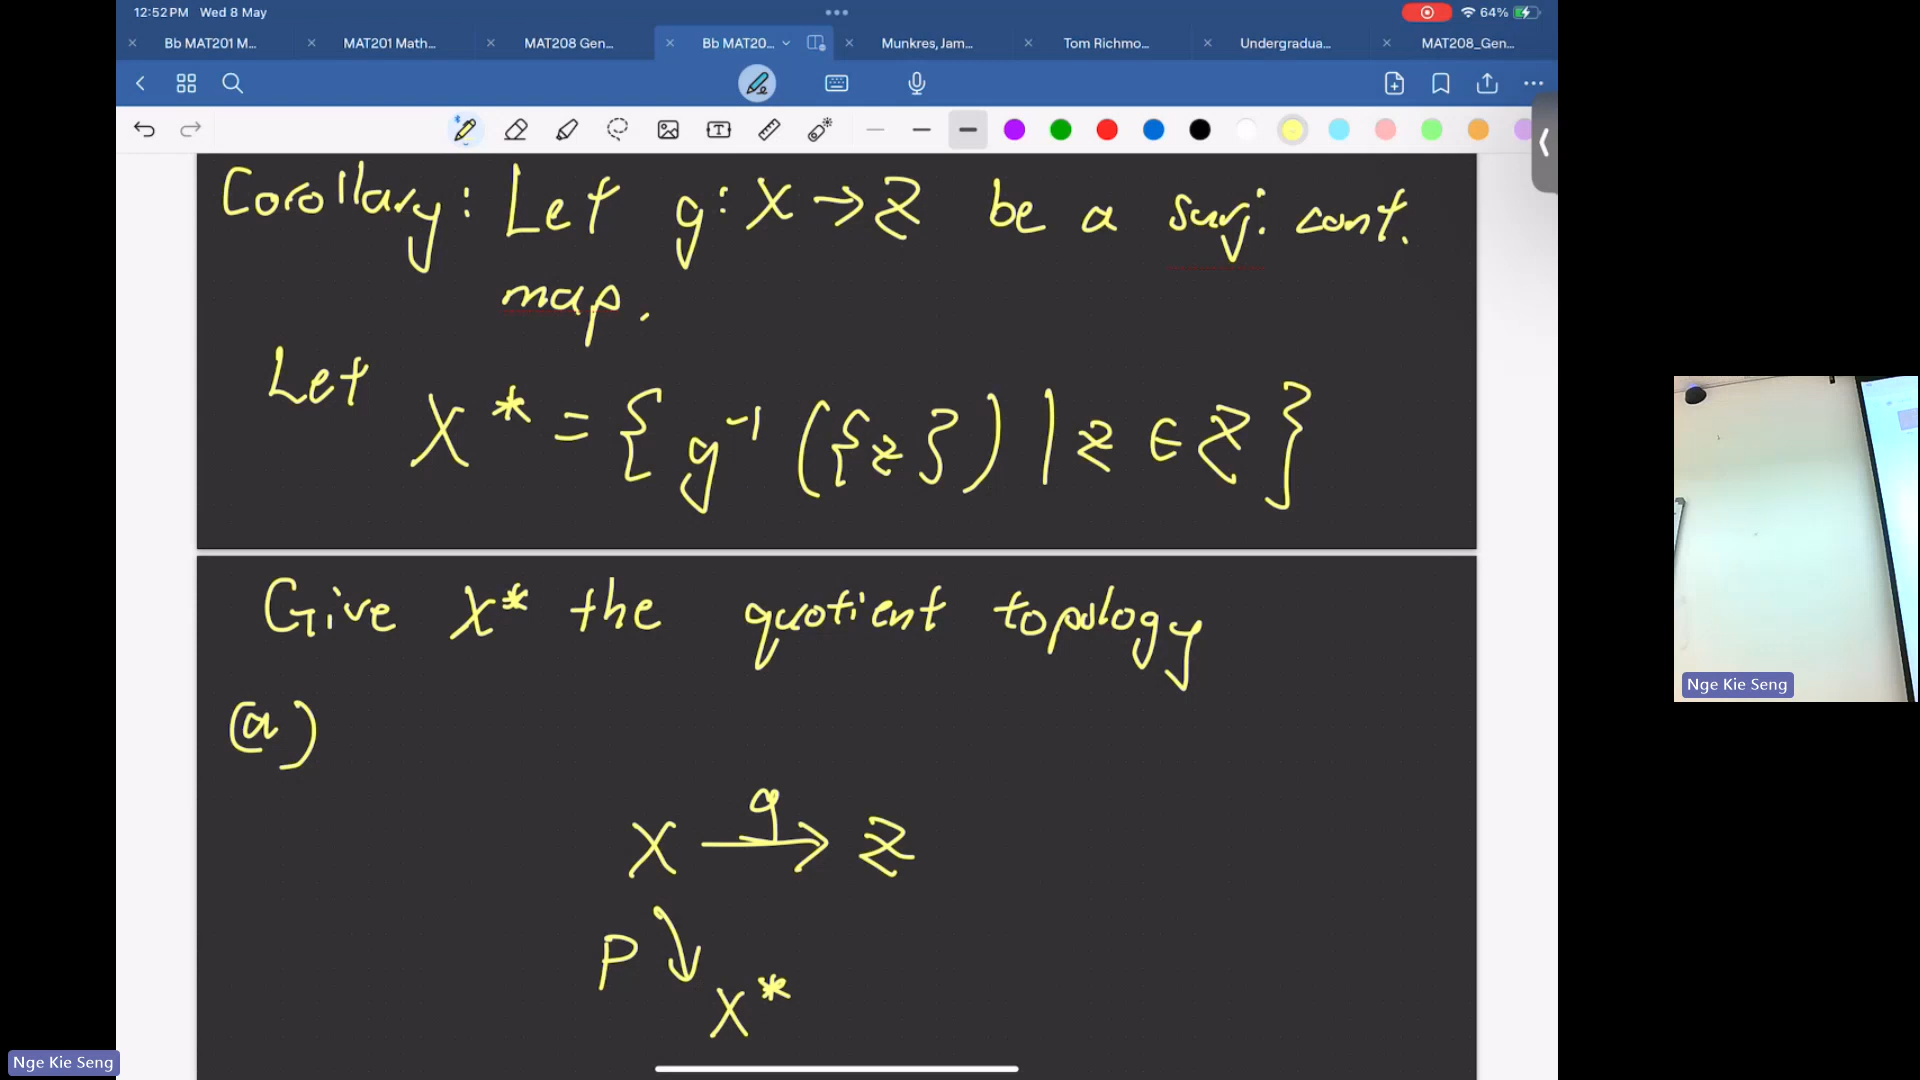 12:52 PM Wed 8 May
64%
Bb MAT201 M...
MAT201 Math...
MAT208 Gen...
Bb MAT20...
Munkres, Jam...
Tom Richmo...
Undergradua...
MAT208_Gen...
Corollary: Let g: X → Z be a surj. cont.
map.
Let X* = { g⁻¹ ({z}) | z ∈ Z }
Give X* the quotient topology
(a)
g
X → Z
P
X*
Nge Kie Seng
Nge Kie Seng